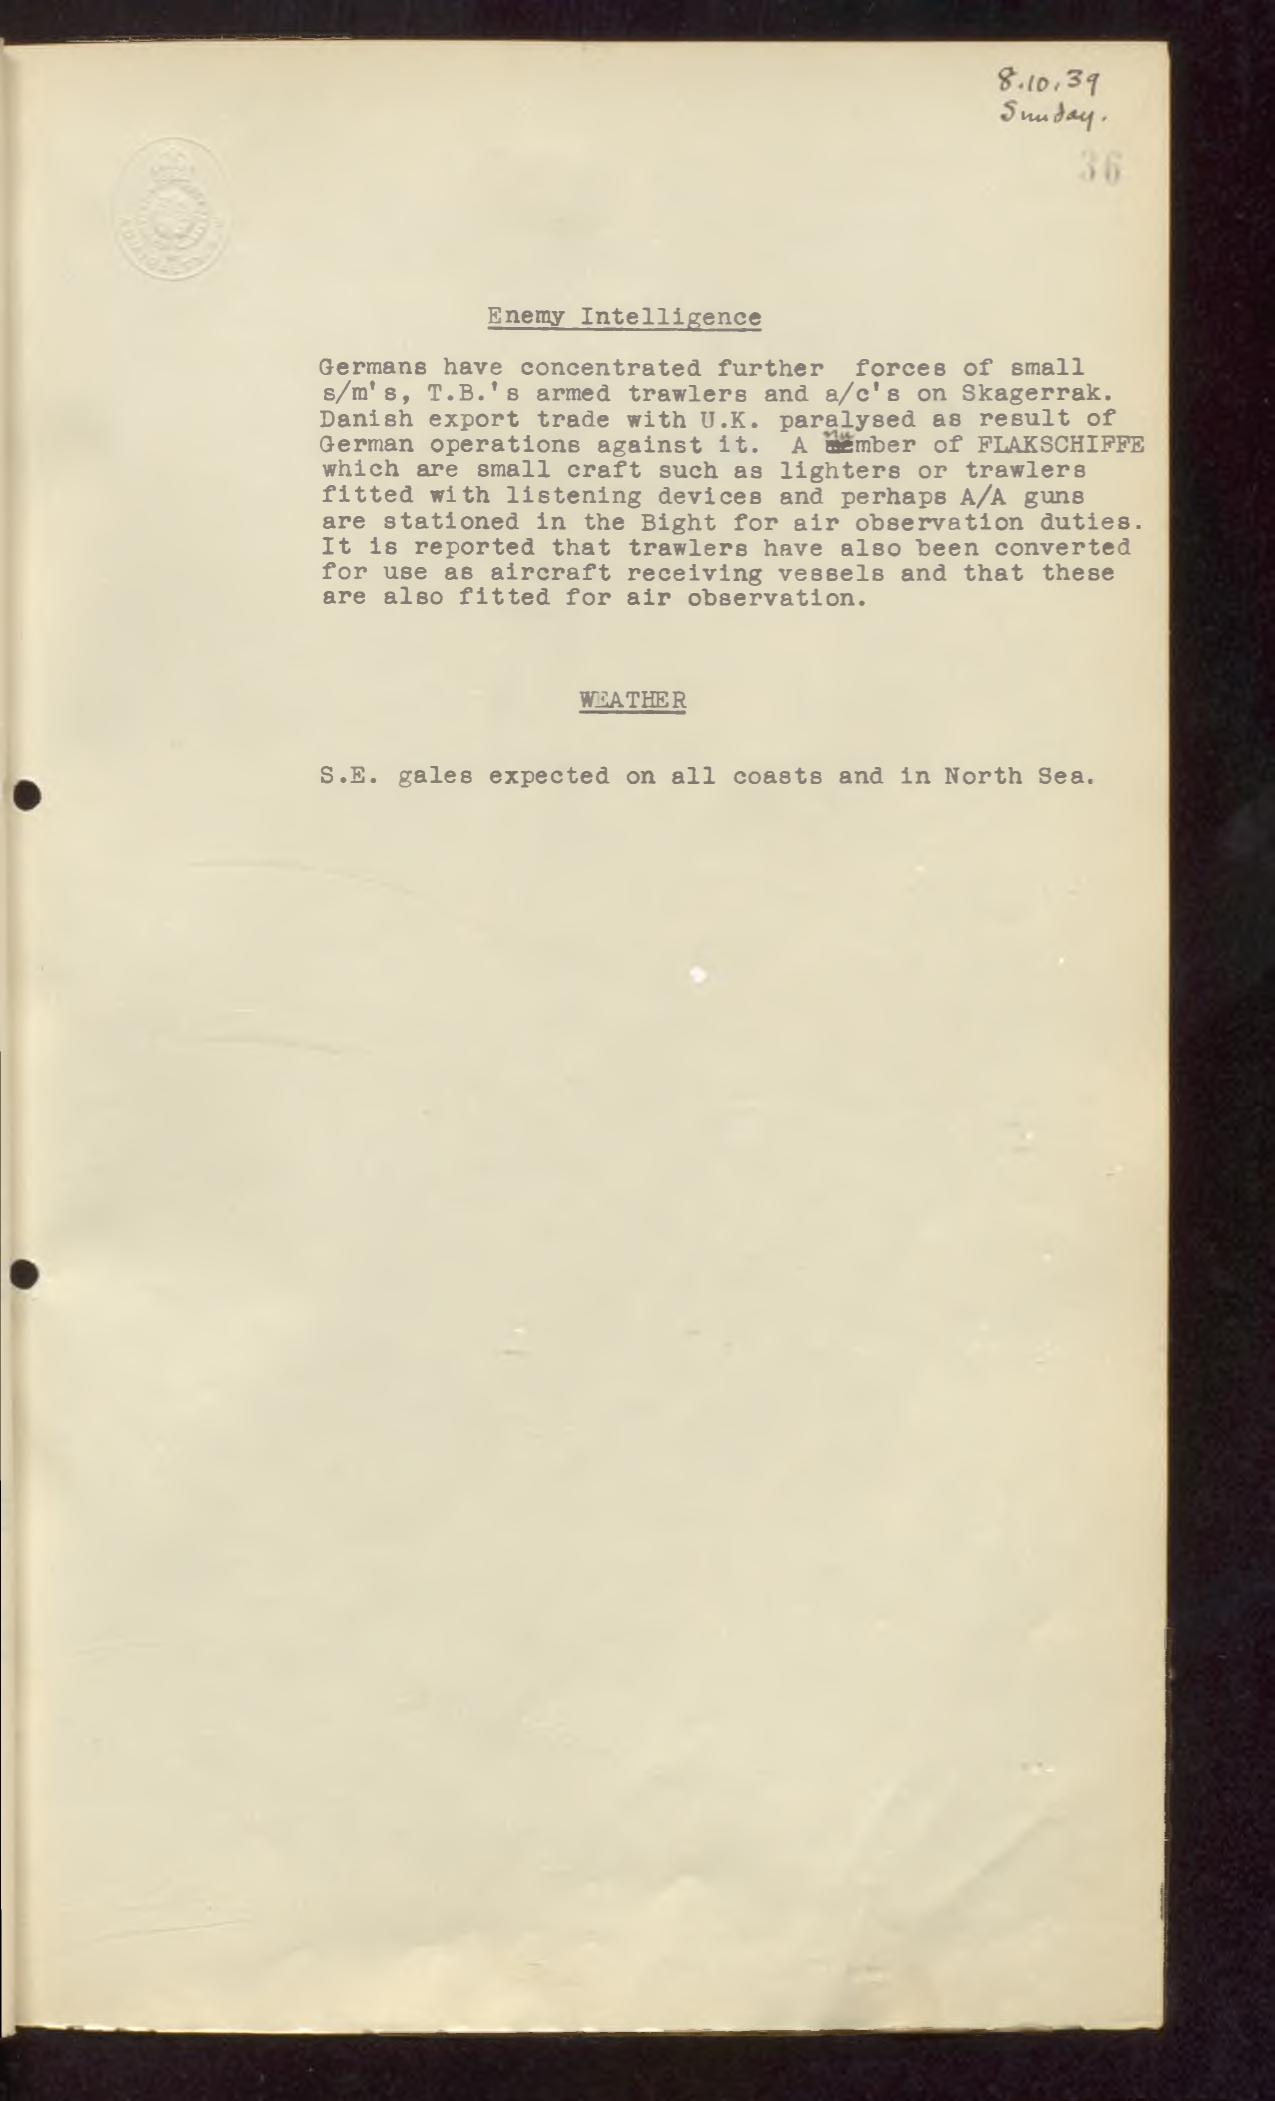 8.10.39
Sunday.
36
Enemy Intelligence
Germans have concentrated further forces of small
s/m's, T.B.'s armed trawlers and a/c's on Skagerrak.
Danish export trade with U.K. paralysed as result of
German operations against it. A number of FLAKSCHIFFE
which are small craft such as lighters or trawlers
fitted with listening devices and perhaps A/A guns
are stationed in the Bight for air observation duties.
It is reported that trawlers have also been converted
for use as aircraft receiving vessels and that these
are also fitted for air observation.
WEATHER
S.E. gales expected on all coasts and in North Sea.